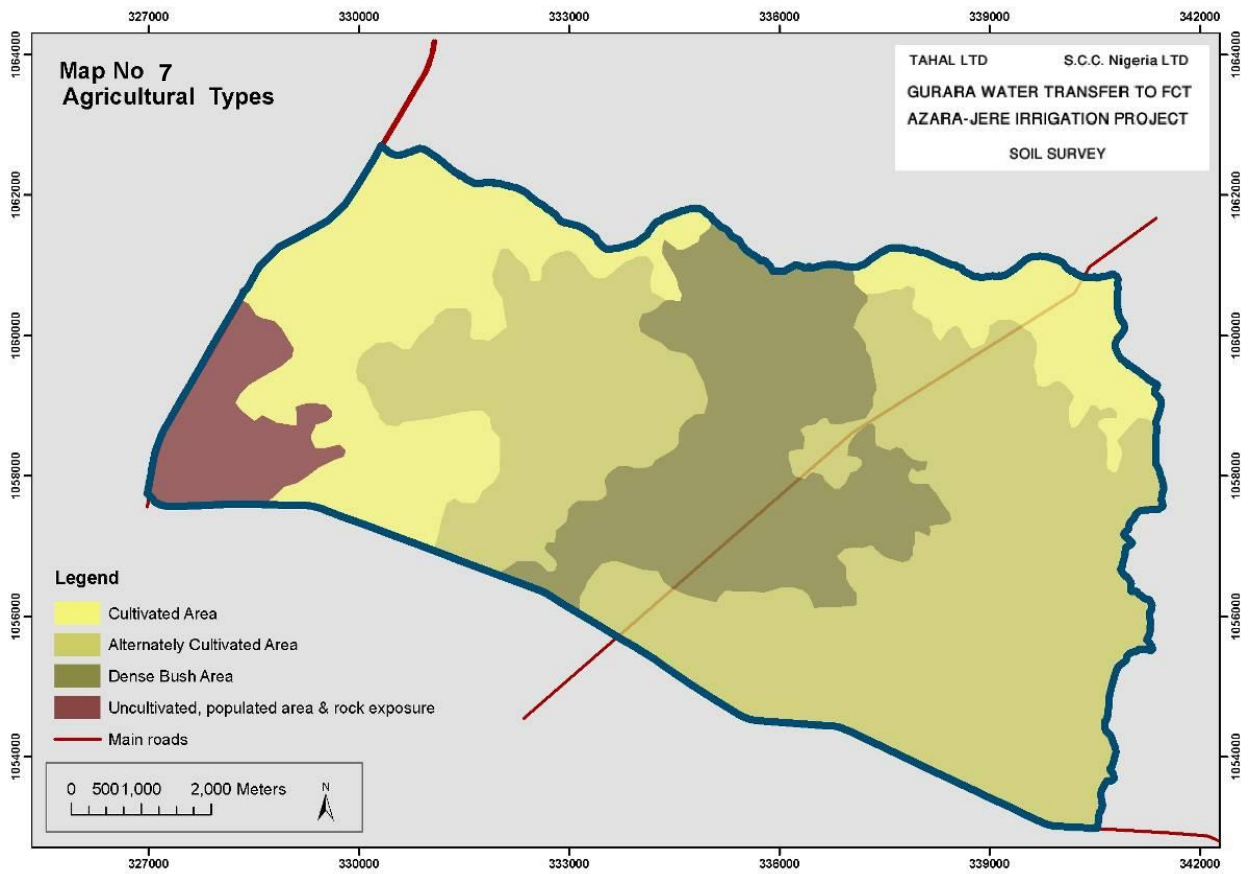 327000 330000 333000 336000 339000 342000
Map No 7
Agricultural Types
TAHAL LTD S.C.C. Nigeria LTD
GURARA WATER TRANSFER TO FCT
AZARA-JERE IRRIGATION PROJECT
SOIL SURVEY
1064000 1064000
1062000 1062000
1060000 1060000
1058000 1058000
1056000 1056000
1054000 1054000
Legend
Cultivated Area
Alternately Cultivated Area
Dense Bush Area
Uncultivated, populated area & rock exposure
Main roads
0 500 1,000 2,000 Meters
N
327000 330000 333000 336000 339000 342000